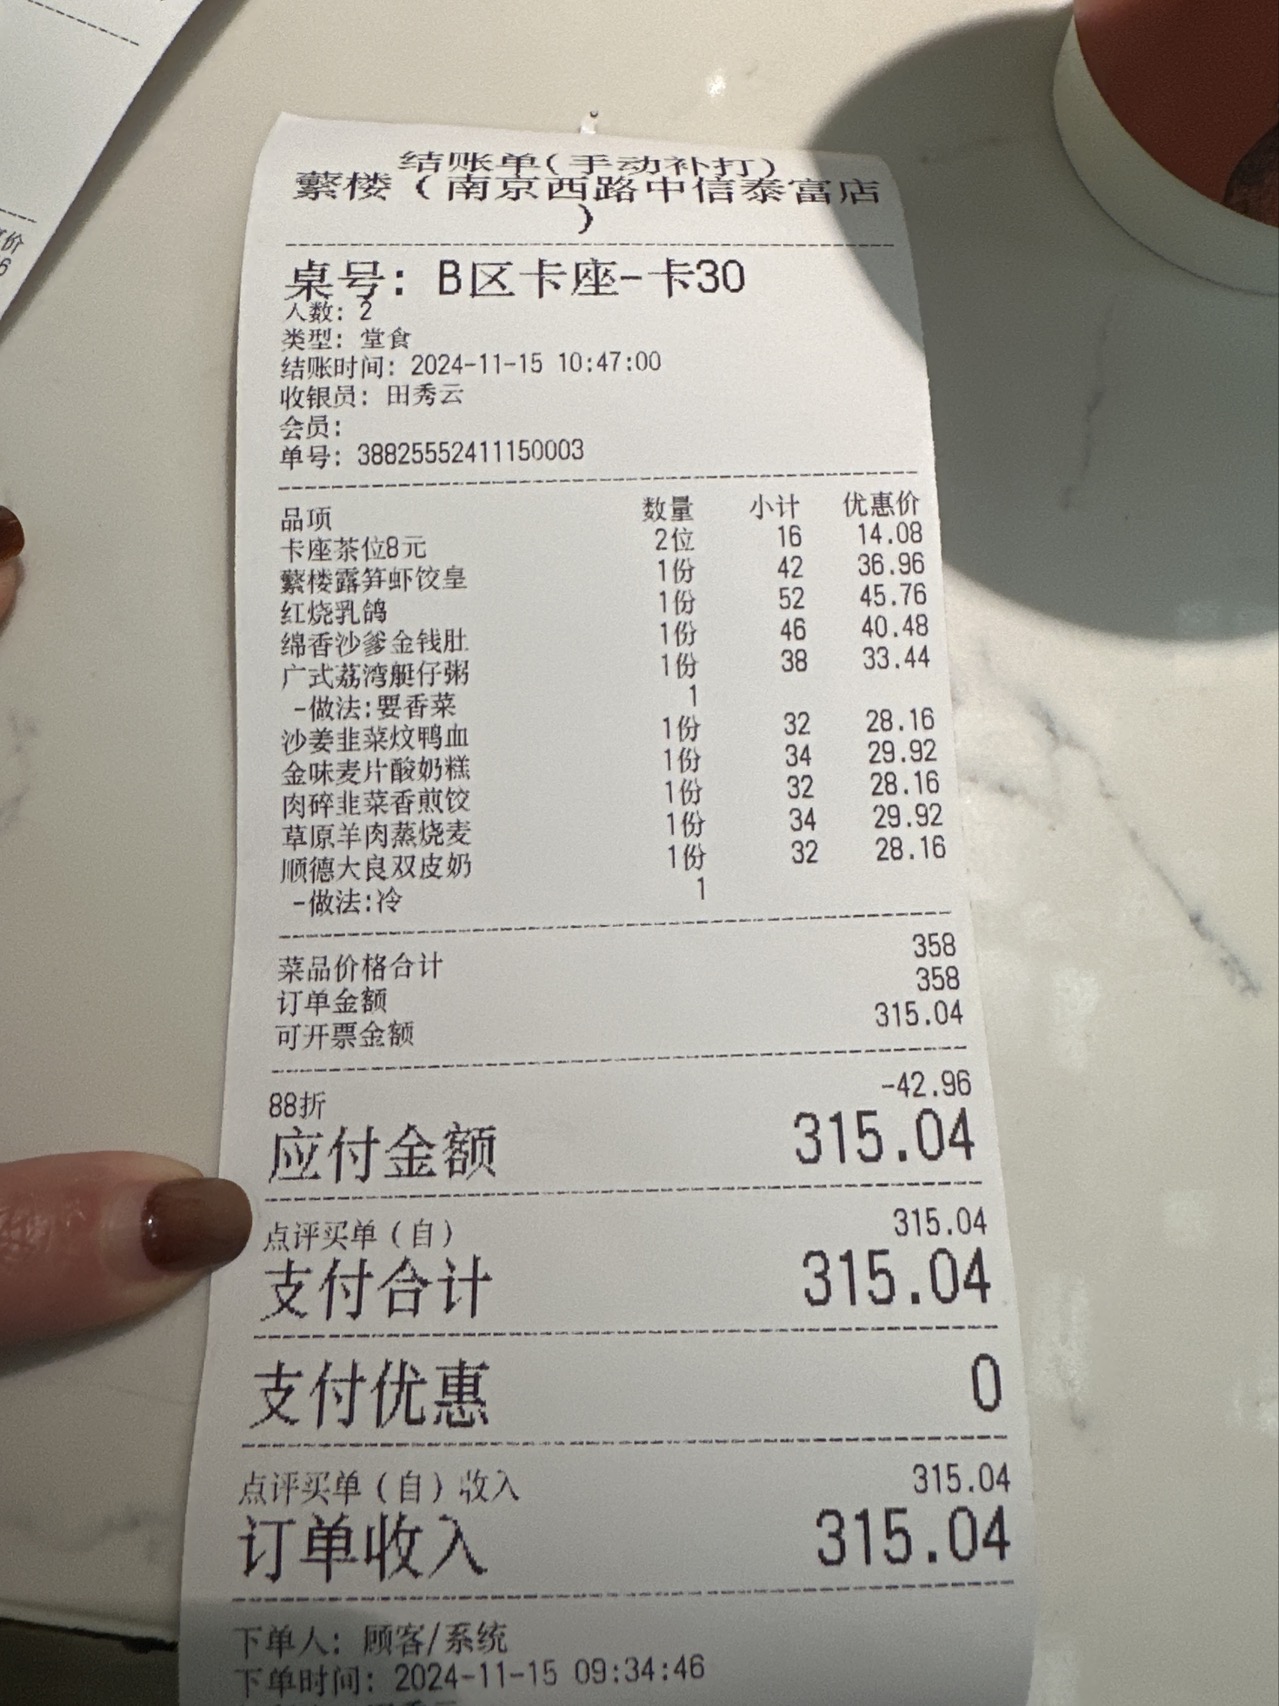 价
6
结账单(手动补打)
蘩楼(南京西路中信泰富店
)
桌号: B区卡座-卡30
人数: 2
类型: 堂食
结账时间: 2024-11-15 10:47:00
收银员: 田秀云
会员:
单号: 38825552411150003
品项 数量 小计 优惠价
卡座茶位8元 2位 16 14.08
蘩楼露笋虾饺皇 1份 42 36.96
红烧乳鸽 1份 52 45.76
绵香沙爹金钱肚 1份 46 40.48
广式荔湾艇仔粥 1份 38 33.44
-做法:要香菜 1
沙姜韭菜炆鸭血 1份 32 28.16
金味麦片酸奶糕 1份 34 29.92
肉碎韭菜香煎饺 1份 32 28.16
草原羊肉蒸烧麦 1份 34 29.92
顺德大良双皮奶 1份 32 28.16
-做法:冷 1
菜品价格合计 358
订单金额 358
可开票金额 315.04
88折 -42.96
应付金额 315.04
点评买单(自) 315.04
支付合计 315.04
支付优惠 0
点评买单(自)收入 315.04
订单收入 315.04
下单人: 顾客/系统
下单时间: 2024-11-15 09:34:46